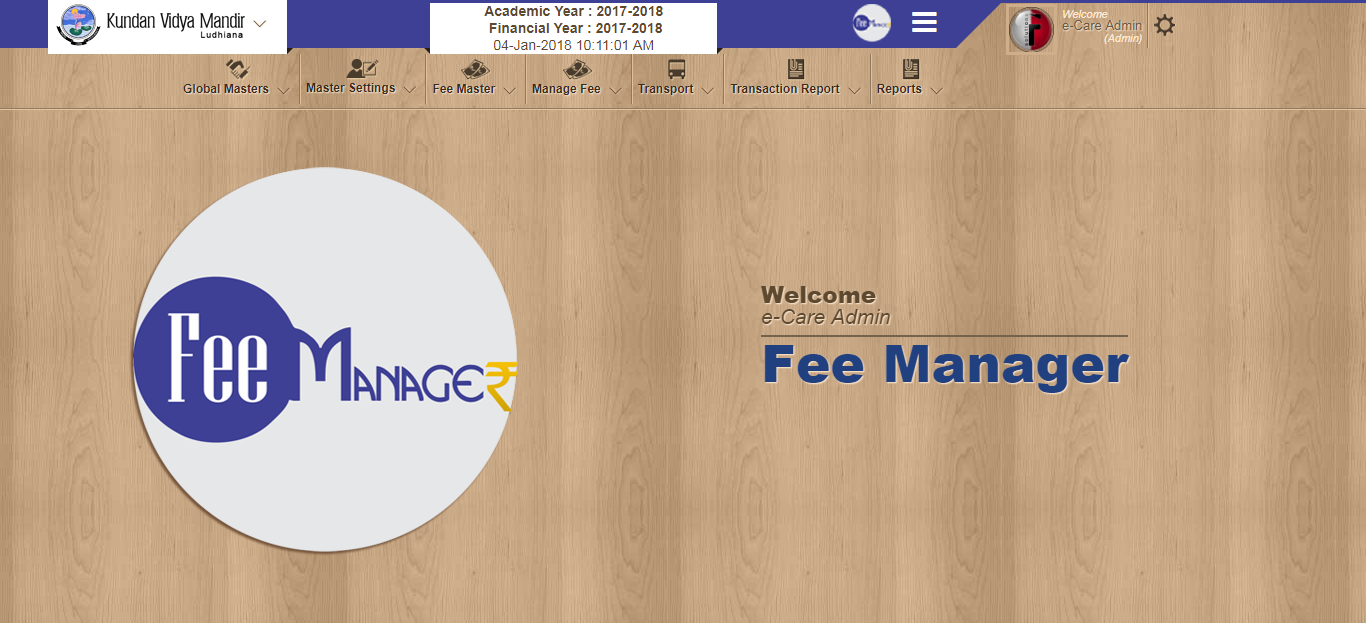 Kundan Vidya Mandir
Ludhiana
Academic Year : 2017-2018
Financial Year : 2017-2018
04-Jan-2018 10:11:01 AM
Fee Manager
Welcome
e-Care Admin
(Admin)
Global Masters
Master Settings
Fee Master
Manage Fee
Transport
Transaction Report
Reports
Fee MANAGE₹
Welcome
e-Care Admin
Fee Manager